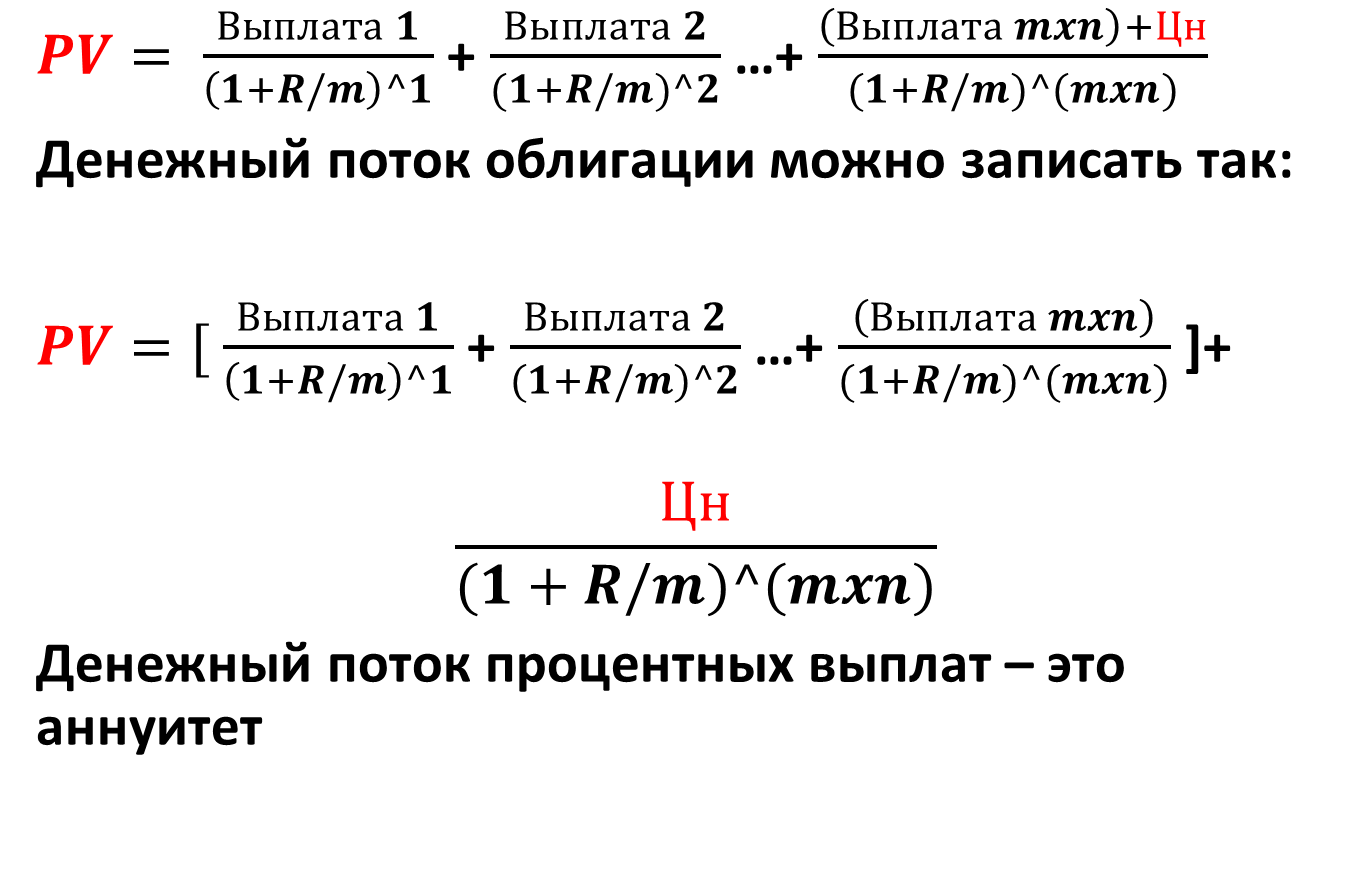 PV = Выплата 1/(1+R/m)^1 + Выплата 2/(1+R/m)^2 …+ (Выплата mxn)+Цн/(1+R/m)^(mxn)
Денежный поток облигации можно записать так:
PV = [ Выплата 1/(1+R/m)^1 + Выплата 2/(1+R/m)^2 …+ (Выплата mxn)/(1+R/m)^(mxn) ]+
Цн
(1 + R/m)^(mxn)
Денежный поток процентных выплат – это
аннуитет